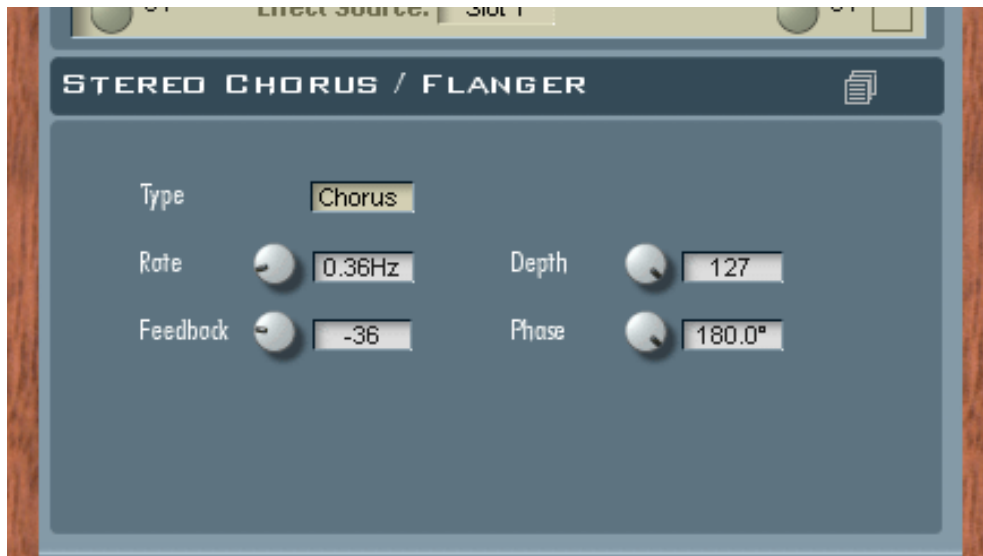 Effect Source: Slot 1
STEREO CHORUS / FLANGER
Type Chorus
Rate 0.36Hz Depth 127
Feedback -36 Phase 180.0°